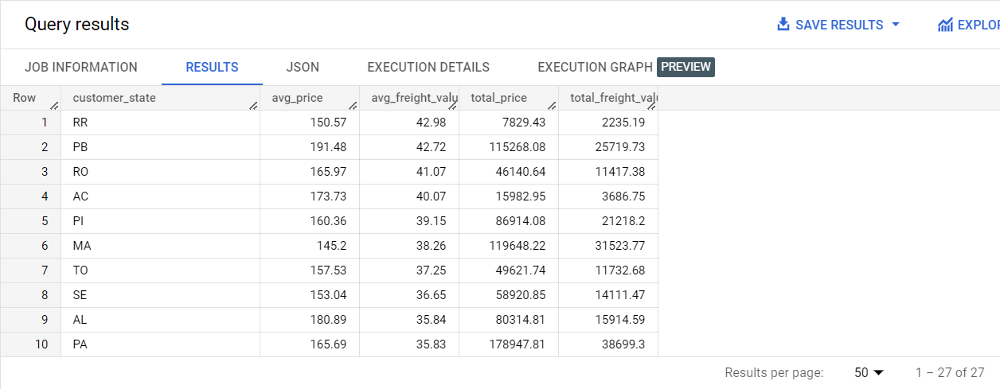 Query results SAVE RESULTS EXPLOR
JOB INFORMATION RESULTS JSON EXECUTION DETAILS EXECUTION GRAPH PREVIEW
Row customer_state avg_price avg_freight_valu total_price total_freight_valu
1 RR 150.57 42.98 7829.43 2235.19
2 PB 191.48 42.72 115268.08 25719.73
3 RO 165.97 41.07 46140.64 11417.38
4 AC 173.73 40.07 15982.95 3686.75
5 PI 160.36 39.15 86914.08 21218.2
6 MA 145.2 38.26 119648.22 31523.77
7 TO 157.53 37.25 49621.74 11732.68
8 SE 153.04 36.65 58920.85 14111.47
9 AL 180.89 35.84 80314.81 15914.59
10 PA 165.69 35.83 178947.81 38699.3
Results per page: 50 1 – 27 of 27